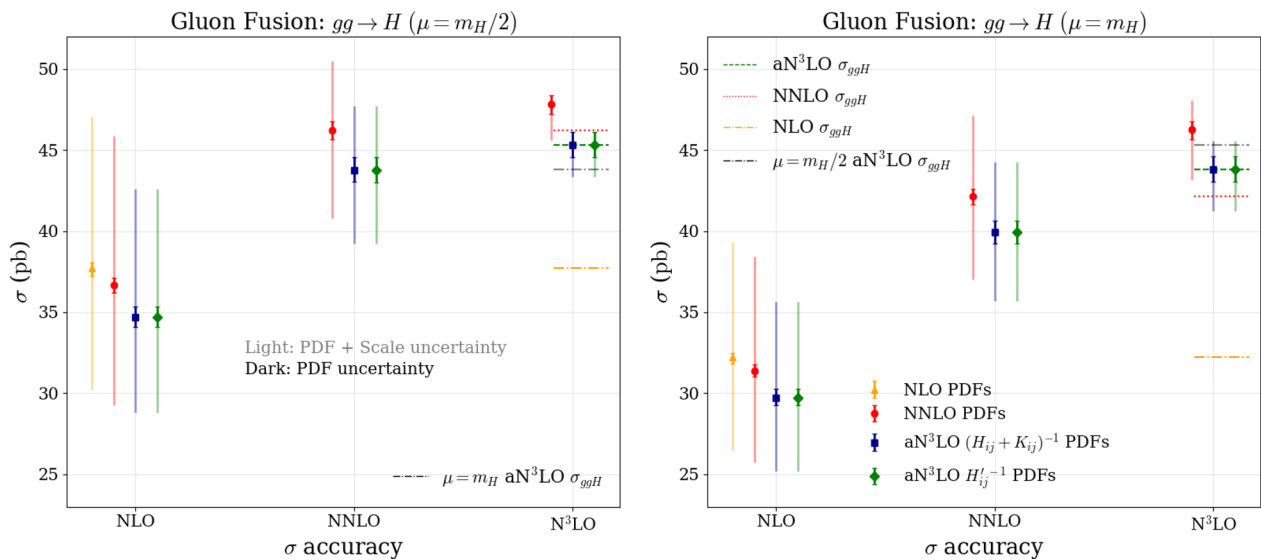 Gluon Fusion: gg → H (μ = m_H/2)
50
45
40
35
30
25
σ (pb)
Light: PDF + Scale uncertainty
Dark: PDF uncertainty
μ = m_H aN³LO σ_ggH
NLO
NNLO
N³LO
σ accuracy
Gluon Fusion: gg → H (μ = m_H)
50
45
40
35
30
25
σ (pb)
aN³LO σ_ggH
NNLO σ_ggH
NLO σ_ggH
μ = m_H/2 aN³LO σ_ggH
NLO PDFs
NNLO PDFs
aN³LO (H_ij + K_ij)⁻¹ PDFs
aN³LO H′_ij⁻¹ PDFs
NLO
NNLO
N³LO
σ accuracy